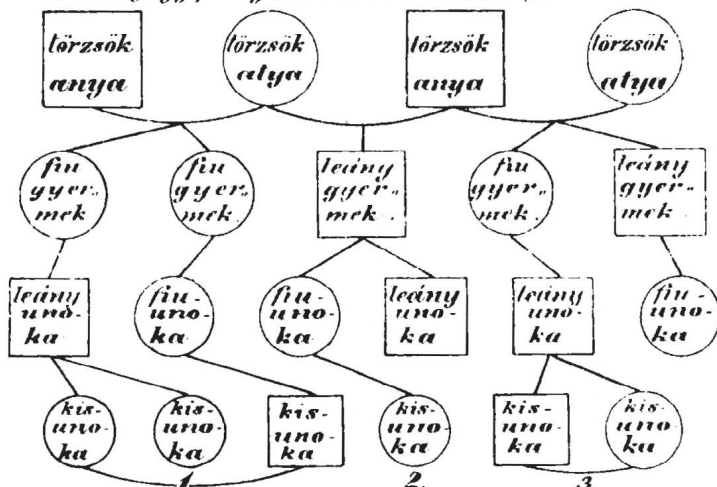 törzsök
anya
törzsök
atya
törzsök
anya
törzsök
atya
fiu
gyer„
mek
fiu
gyer„
mek.
leány
gyer„
mek.
fiu
gyer„
mek.
leány
gyer„
mek.
leány
uno-
ka
fiu-
uno-
ka
fiu-
uno-
ka
leány
uno-
ka
leány
uno-
ka
fiu-
uno-
ka
kis-
uno-
ka
kis-
uno-
ka
kis-
uno-
ka
kis-
uno-
ka
kis-
uno-
ka
kis-
uno-
ka
1
2.
3